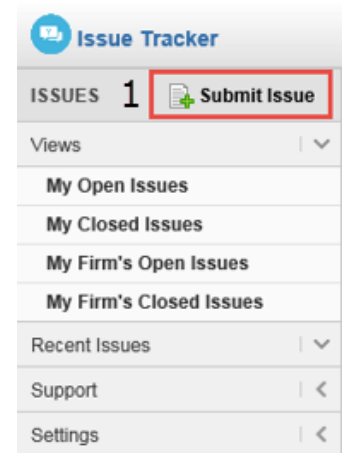 Issue Tracker
ISSUES 1 Submit Issue
Views
My Open Issues
My Closed Issues
My Firm's Open Issues
My Firm's Closed Issues
Recent Issues
Support
Settings